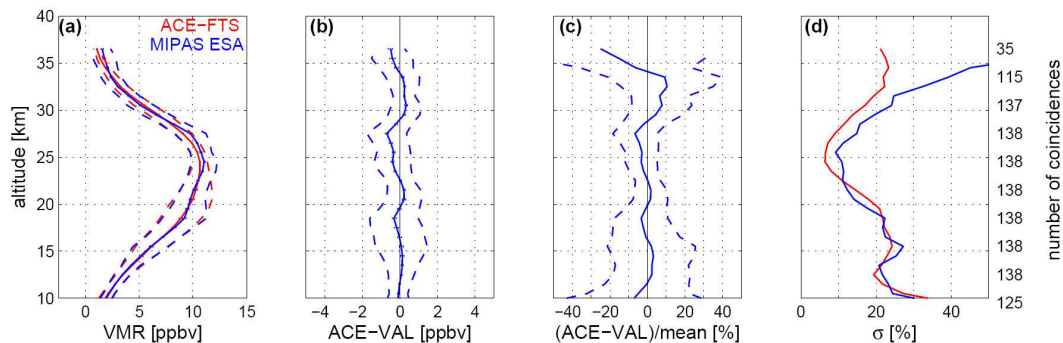 (a)
ACE−FTS
MIPAS ESA
(b)
(c)
(d)
altitude [km]
40
35
30
25
20
15
10
0 5 10 15
VMR [ppbv]
−4 −2 0 2 4
ACE−VAL [ppbv]
−40 −20 0 20 40
(ACE−VAL)/mean [%]
0 20 40
σ [%]
35
115
137
138
138
138
138
138
138
125
number of coincidences